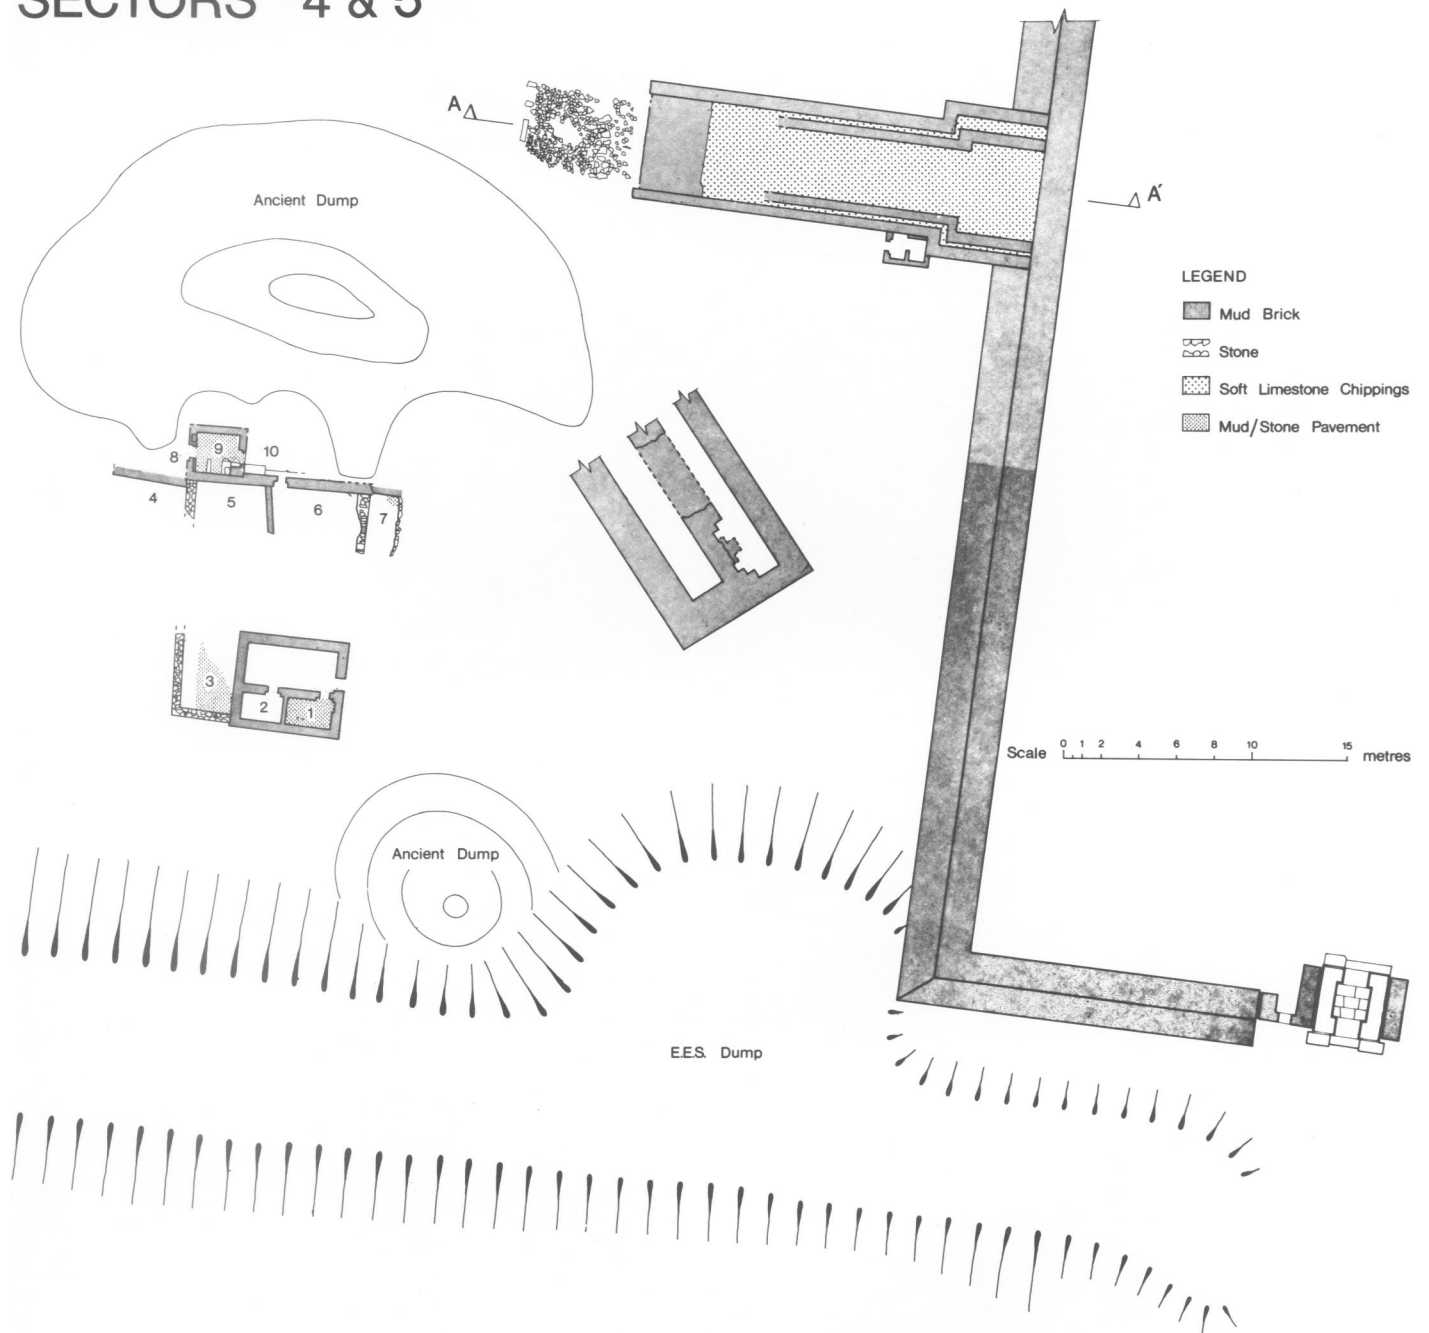 SECTORS 4 & 5
A
A'
Ancient Dump
LEGEND
Mud Brick
Stone
Soft Limestone Chippings
Mud/Stone Pavement
9
8
10
4
5
6
7
3
2
1
Scale
0 1 2 4 6 8 10 15
metres
Ancient Dump
E.E.S. Dump